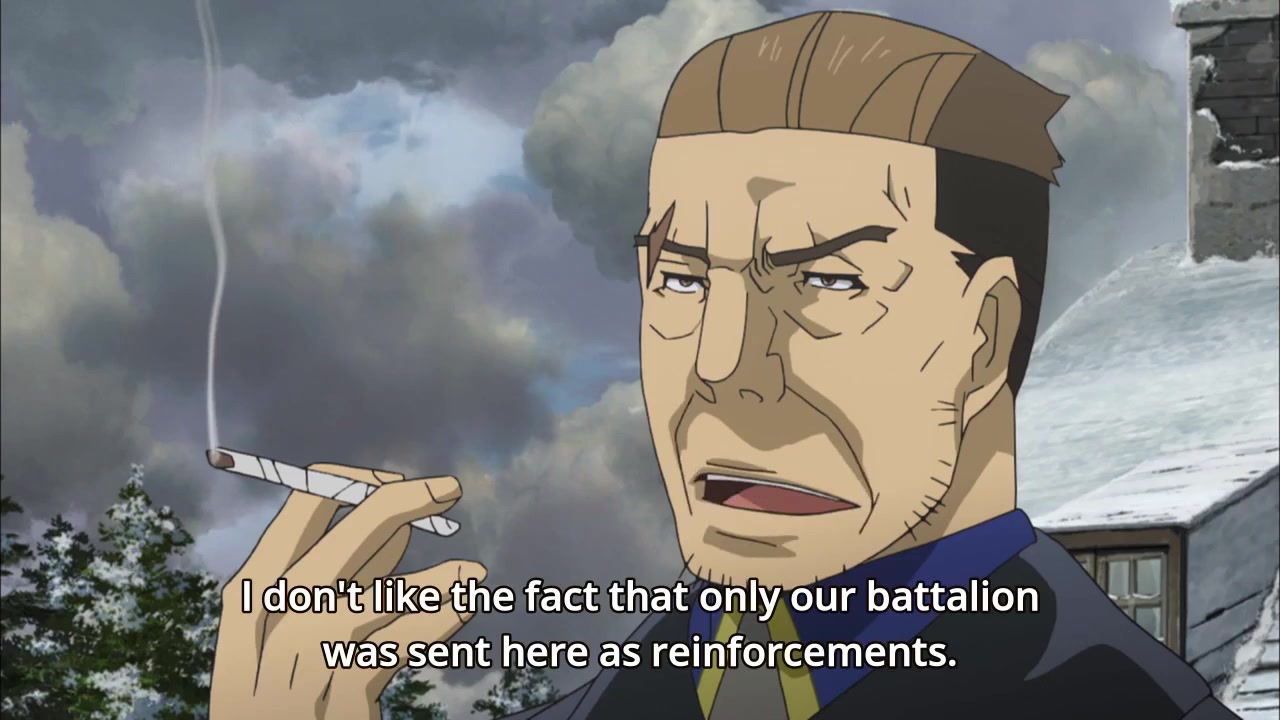 I don't like the fact that only our battalion
was sent here as reinforcements.